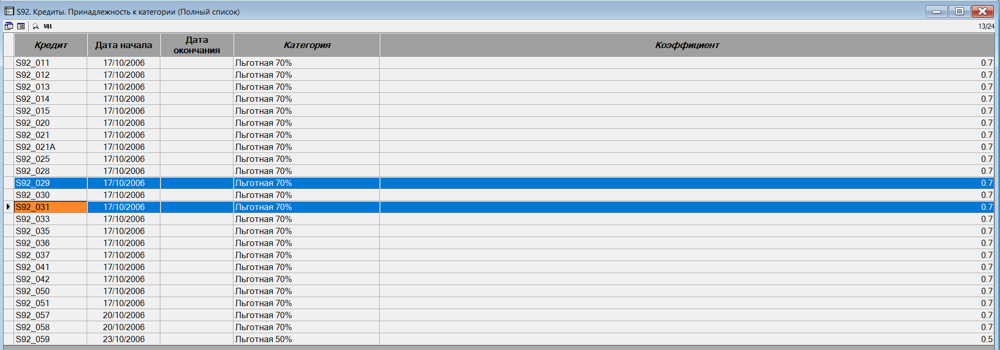 S92. Кредиты. Принадлежность к категории (Полный список)
SQL 13/24
Кредит Дата начала Дата окончания Категория Коэффициент
S92_011 17/10/2006 Льготная 70% 0.7
S92_012 17/10/2006 Льготная 70% 0.7
S92_013 17/10/2006 Льготная 70% 0.7
S92_014 17/10/2006 Льготная 70% 0.7
S92_015 17/10/2006 Льготная 70% 0.7
S92_020 17/10/2006 Льготная 70% 0.7
S92_021 17/10/2006 Льготная 70% 0.7
S92_021A 17/10/2006 Льготная 70% 0.7
S92_025 17/10/2006 Льготная 70% 0.7
S92_028 17/10/2006 Льготная 70% 0.7
S92_029 17/10/2006 Льготная 70% 0.7
S92_030 17/10/2006 Льготная 70% 0.7
S92_031 17/10/2006 Льготная 70% 0.7
S92_033 17/10/2006 Льготная 70% 0.7
S92_035 17/10/2006 Льготная 70% 0.7
S92_036 17/10/2006 Льготная 70% 0.7
S92_037 17/10/2006 Льготная 70% 0.7
S92_041 17/10/2006 Льготная 70% 0.7
S92_042 17/10/2006 Льготная 70% 0.7
S92_050 17/10/2006 Льготная 70% 0.7
S92_051 17/10/2006 Льготная 70% 0.7
S92_057 20/10/2006 Льготная 70% 0.7
S92_058 20/10/2006 Льготная 70% 0.7
S92_059 23/10/2006 Льготная 50% 0.5